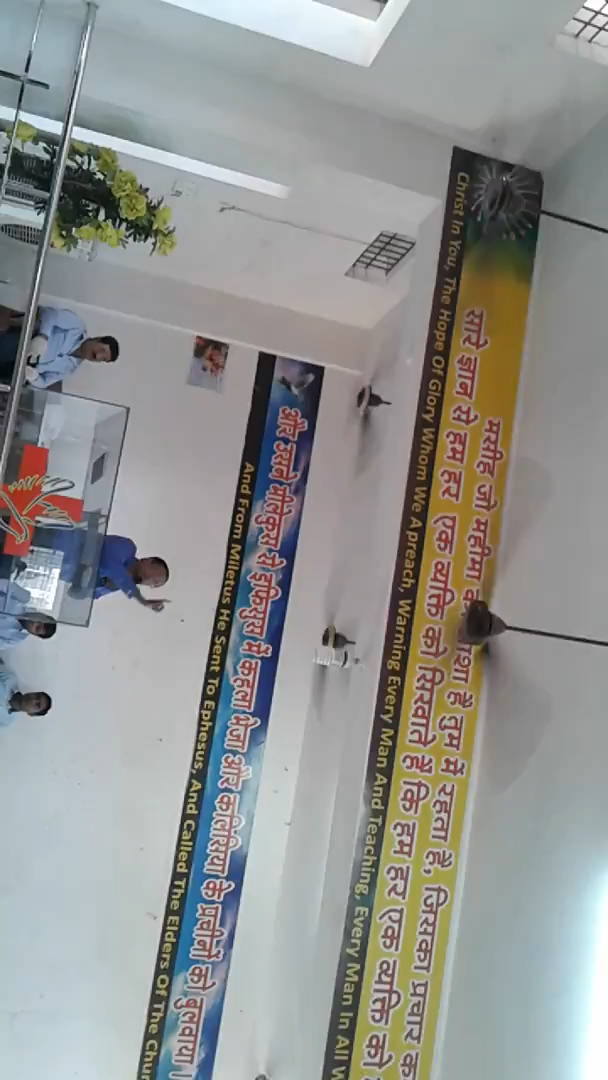 मसीह जो महीमा की आशा हैं तुम में रहता हैं, जिसका प्रचार क
सारे ज्ञान से हम हर एक व्यक्ति को सिखाते हैं कि हम हर एक व्यक्ति को
Christ In You, The Hope Of Glory Whom We Apreach, Warning Every Man And Teaching, Every Man In All W
और उसने मीलेतुस से इफिसुस में कहला भेजा और कलिसिया के प्रचीनों को बुलवाया।
And From Miletus He Sent To Ephesus, And Called The Elders Of The Chur